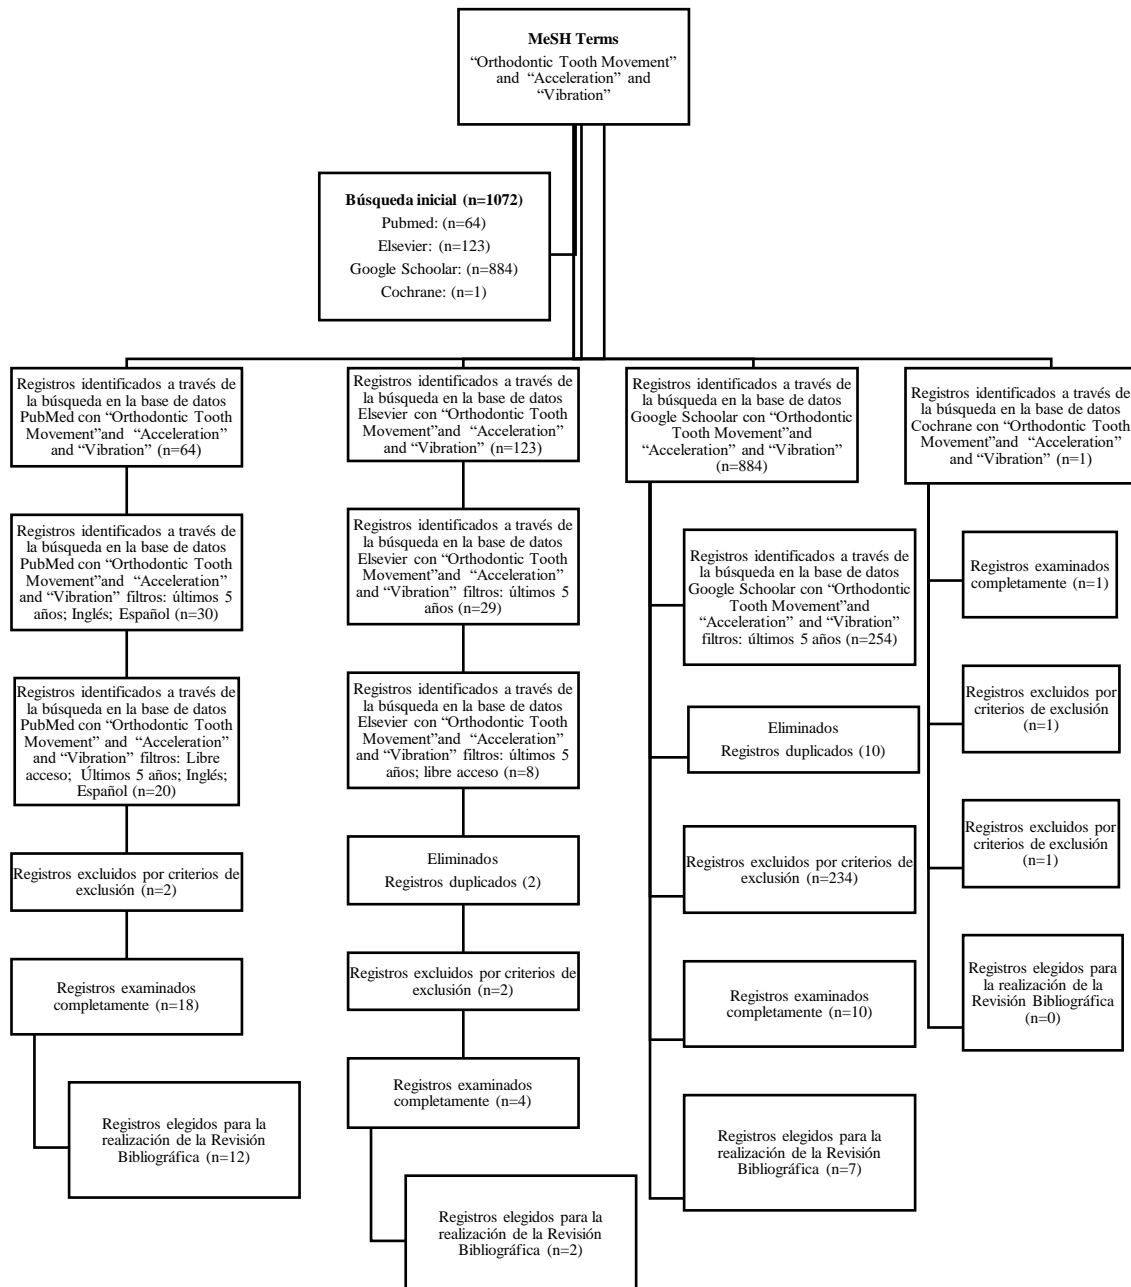 MeSH Terms
“Orthodontic Tooth Movement”
and “Acceleration” and
“Vibration”
Búsqueda inicial (n=1072)
Pubmed: (n=64)
Elsevier: (n=123)
Google Schoolar: (n=884)
Cochrane: (n=1)
Registros identificados a través de
la búsqueda en la base de datos
PubMed con “Orthodontic Tooth
Movement”and “Acceleration”
and “Vibration” (n=64)
Registros identificados a través de
la búsqueda en la base de datos
PubMed con “Orthodontic Tooth
Movement”and “Acceleration”
and “Vibration” filtros: últimos 5
años; Inglés; Español (n=30)
Registros identificados a través de
la búsqueda en la base de datos
PubMed con “Orthodontic Tooth
Movement” and “Acceleration”
and “Vibration” filtros: Libre
acceso; Últimos 5 años; Inglés;
Español (n=20)
Registros excluidos por criterios de
exclusión (n=2)
Registros examinados
completamente (n=18)
Registros elegidos para la
realización de la Revisión
Bibliográfica (n=12)
Registros identificados a través de
la búsqueda en la base de datos
Elsevier con “Orthodontic Tooth
Movement”and “Acceleration”
and “Vibration” (n=123)
Registros identificados a través de
la búsqueda en la base de datos
Elsevier con “Orthodontic Tooth
Movement”and “Acceleration”
and “Vibration” filtros: últimos 5
años (n=29)
Registros identificados a través de
la búsqueda en la base de datos
Elsevier con “Orthodontic Tooth
Movement”and “Acceleration”
and “Vibration” filtros: últimos 5
años; libre acceso (n=8)
Eliminados
Registros duplicados (2)
Registros excluidos por criterios de
exclusión (n=2)
Registros examinados
completamente (n=4)
Registros elegidos para la
realización de la Revisión
Bibliográfica (n=2)
Registros identificados a través de
la búsqueda en la base de datos
Google Schoolar con “Orthodontic
Tooth Movement”and
“Acceleration” and “Vibration”
(n=884)
Registros identificados a través de
la búsqueda en la base de datos
Google Schoolar con “Orthodontic
Tooth Movement”and
“Acceleration” and “Vibration”
filtros: últimos 5 años (n=254)
Eliminados
Registros duplicados (10)
Registros excluidos por criterios de
exclusión (n=234)
Registros examinados
completamente (n=10)
Registros elegidos para la
realización de la Revisión
Bibliográfica (n=7)
Registros identificados a través de
la búsqueda en la base de datos
Cochrane con “Orthodontic Tooth
Movement”and “Acceleration”
and “Vibration” (n=1)
Registros examinados
completamente (n=1)
Registros excluidos por
criterios de exclusión
(n=1)
Registros excluidos por
criterios de exclusión
(n=1)
Registros elegidos para
la realización de la
Revisión Bibliográfica
(n=0)